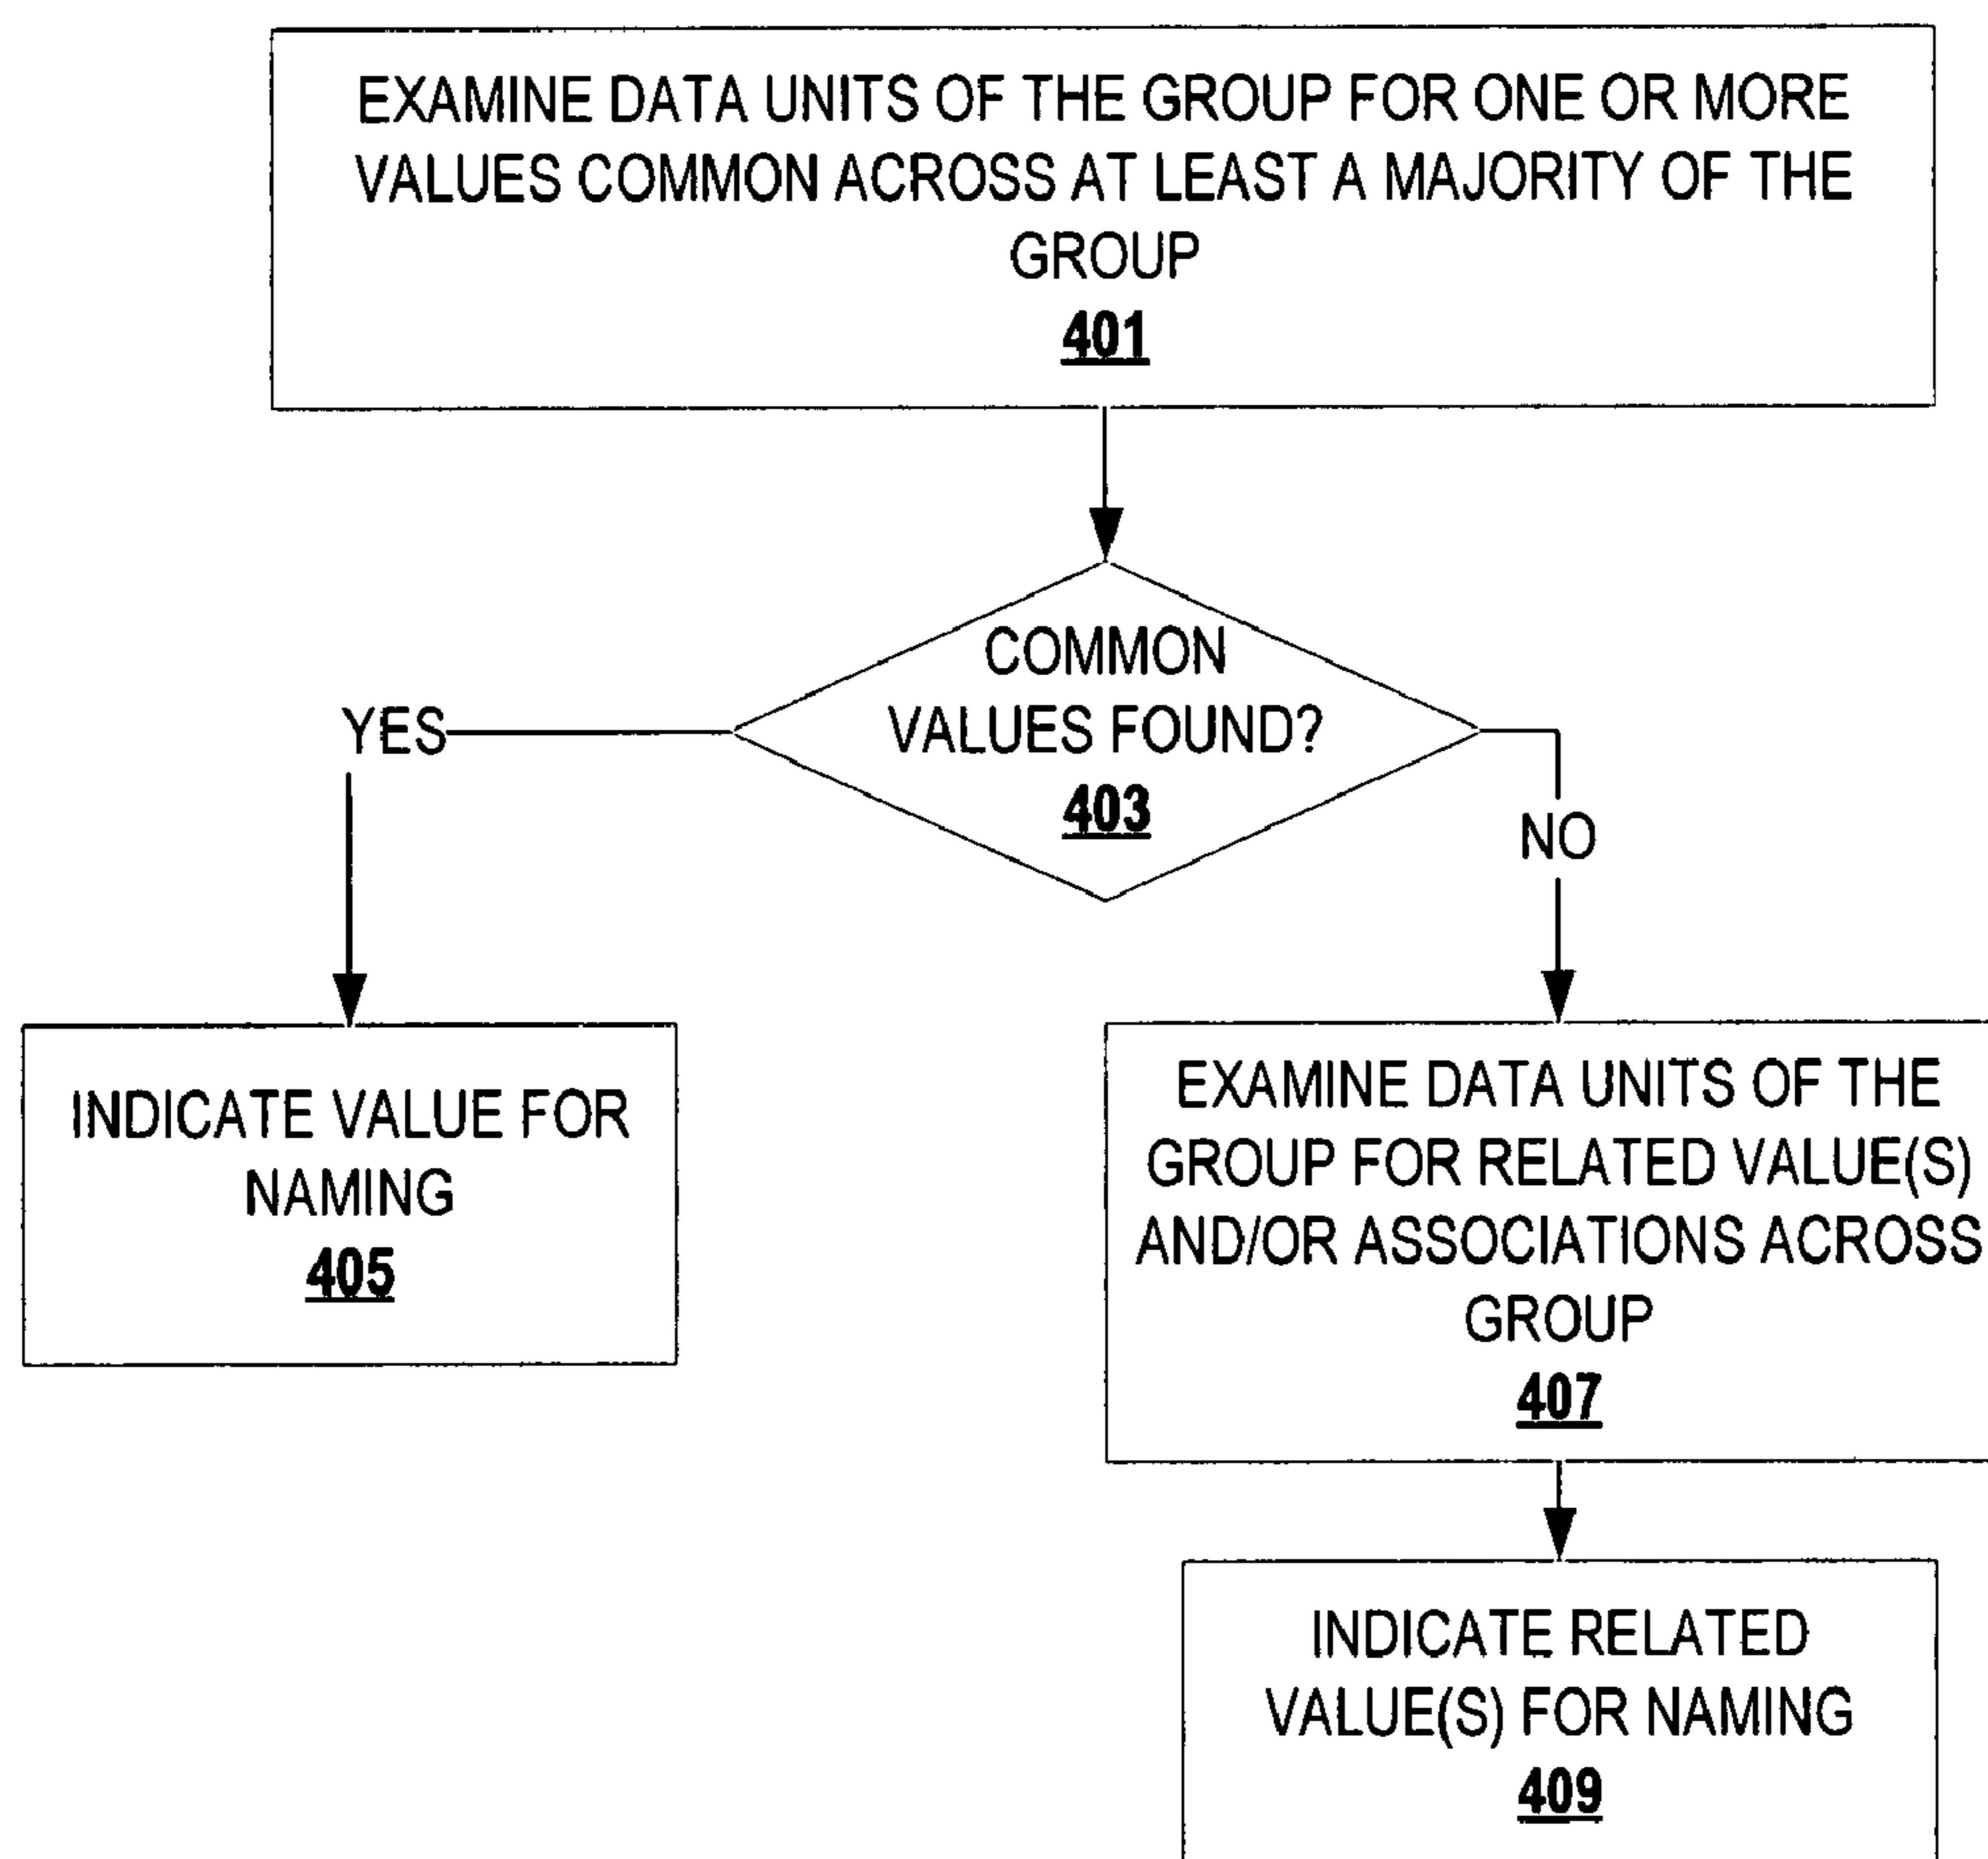 EXAMINE DATA UNITS OF THE GROUP FOR ONE OR MORE
VALUES COMMON ACROSS AT LEAST A MAJORITY OF THE
GROUP
401
COMMON
VALUES FOUND?
403
YES
NO
INDICATE VALUE FOR
NAMING
405
EXAMINE DATA UNITS OF THE
GROUP FOR RELATED VALUE(S)
AND/OR ASSOCIATIONS ACROSS
GROUP
407
INDICATE RELATED
VALUE(S) FOR NAMING
409